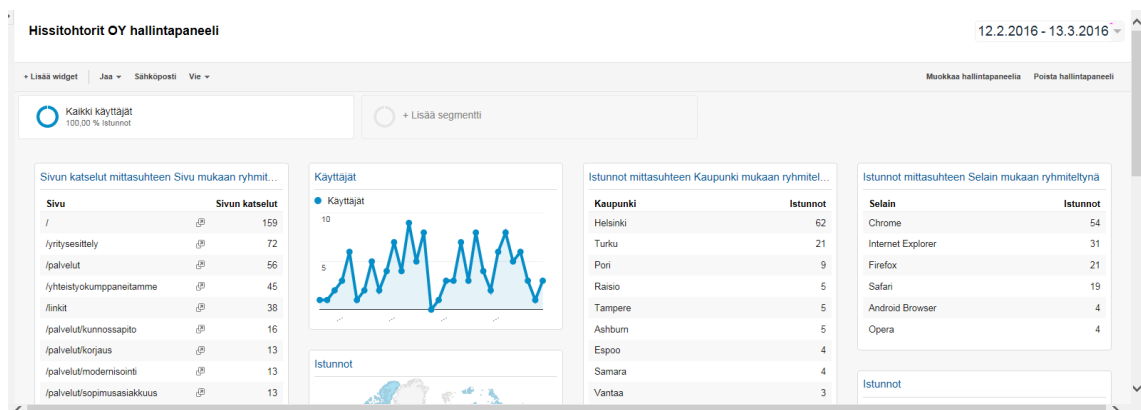 Hissitohtorit OY hallintapaneeli
12.2.2016 - 13.3.2016
+ Lisää widget Jaa Sähköposti Vie
Muokkaa hallintapaneelia Poista hallintapaneeli
Kaikki käyttäjät
100,00 % Istunnot
+ Lisää segmentti
Sivun katselut mittasuhteen Sivu mukaan ryhmit...
Sivu Sivun katselut
/ 159
/yritysesittely 72
/palvelut 56
/yhteistyokumppaneitamme 45
/linkit 38
/palvelut/kunnossapito 16
/palvelut/korjaus 13
/palvelut/modernisointi 13
/palvelut/sopimusasiakkuus 13
Käyttäjät
Käyttäjät
10
5
... ... ... ...
Istunnot
Istunnot mittasuhteen Kaupunki mukaan ryhmitel...
Kaupunki Istunnot
Helsinki 62
Turku 21
Pori 9
Raisio 5
Tampere 5
Ashburn 5
Espoo 4
Samara 4
Vantaa 3
Istunnot mittasuhteen Selain mukaan ryhmiteltynä
Selain Istunnot
Chrome 54
Internet Explorer 31
Firefox 21
Safari 19
Android Browser 4
Opera 4
Istunnot